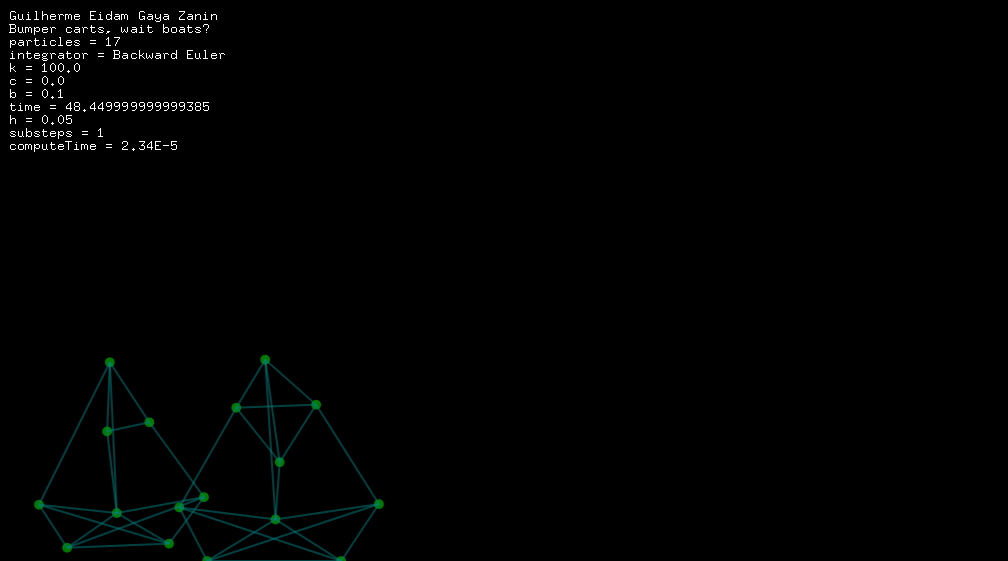 Guilherme Eidam Gaya Zanin
Bumper carts, wait boats?
particles = 17
integrator = Backward Euler
k = 100.0
c = 0.0
b = 0.1
time = 48.449999999999385
h = 0.05
substeps = 1
computeTime = 2.34E-5